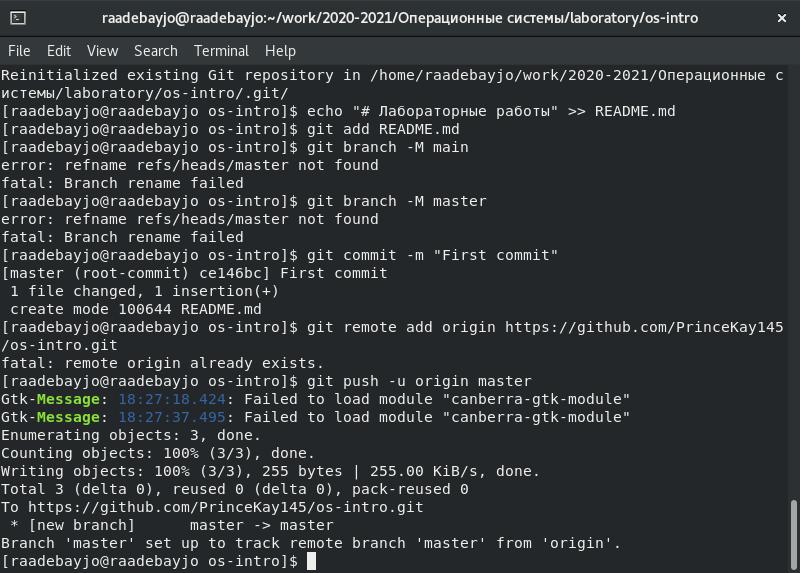 raadebayjo@raadebayjo:~/work/2020-2021/Операционные системы/laboratory/os-intro
File Edit View Search Terminal Help
Reinitialized existing Git repository in /home/raadebayjo/work/2020-2021/Операционные с
истемы/laboratory/os-intro/.git/
[raadebayjo@raadebayjo os-intro]$ echo "# Лабораторные работы" >> README.md
[raadebayjo@raadebayjo os-intro]$ git add README.md
[raadebayjo@raadebayjo os-intro]$ git branch -M main
error: refname refs/heads/master not found
fatal: Branch rename failed
[raadebayjo@raadebayjo os-intro]$ git branch -M master
error: refname refs/heads/master not found
fatal: Branch rename failed
[raadebayjo@raadebayjo os-intro]$ git commit -m "First commit"
[master (root-commit) ce146bc] First commit
 1 file changed, 1 insertion(+)
 create mode 100644 README.md
[raadebayjo@raadebayjo os-intro]$ git remote add origin https://github.com/PrinceKay145
/os-intro.git
fatal: remote origin already exists.
[raadebayjo@raadebayjo os-intro]$ git push -u origin master
Gtk-Message: 18:27:18.424: Failed to load module "canberra-gtk-module"
Gtk-Message: 18:27:37.495: Failed to load module "canberra-gtk-module"
Enumerating objects: 3, done.
Counting objects: 100% (3/3), done.
Writing objects: 100% (3/3), 255 bytes | 255.00 KiB/s, done.
Total 3 (delta 0), reused 0 (delta 0), pack-reused 0
To https://github.com/PrinceKay145/os-intro.git
 * [new branch]      master -> master
Branch 'master' set up to track remote branch 'master' from 'origin'.
[raadebayjo@raadebayjo os-intro]$